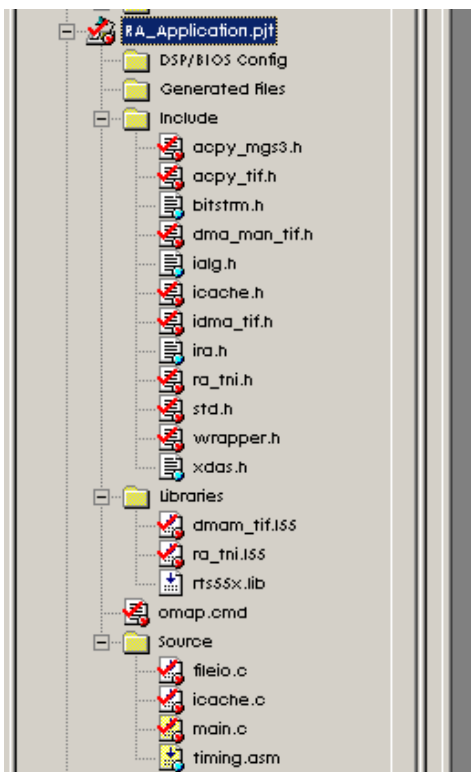 RA_Application.pjt
DSP/BIOS Config
Generated Files
Include
acpy_mgs3.h
acpy_tif.h
bitstrm.h
dma_man_tif.h
ialg.h
icache.h
idma_tif.h
ira.h
ra_tni.h
std.h
wrapper.h
xdas.h
Libraries
dmam_tif.l55
ra_tni.l55
rts55x.lib
omap.cmd
Source
fileio.c
icache.c
main.c
timing.asm